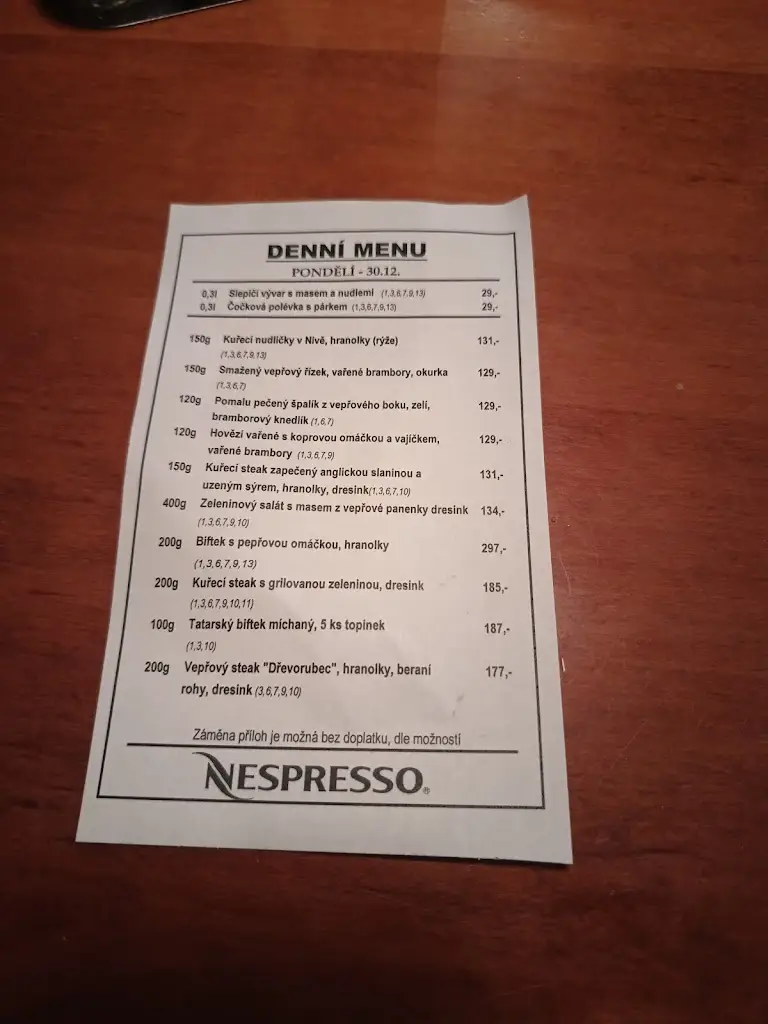 DENNÍ MENU
PONDĚLÍ - 30.12.
0,3l Slepičí vývar s masem a nudlemi (1,3,6,7,9,13) 29,-
0,3l Čočková polévka s párkem (1,3,6,7,9,13) 29,-
150g Kuřecí nudličky v Nivě, hranolky (rýže) 131,-
(1,3,6,7,9,13)
150g Smažený vepřový řízek, vařené brambory, okurka 129,-
(1,3,6,7)
120g Pomalu pečený špalík z vepřového boku, zelí, 129,-
bramborový knedlík (1,6,7)
120g Hovězí vařené s koprovou omáčkou a vajíčkem, 129,-
vařené brambory (1,3,6,7,9)
150g Kuřecí steak zapečený anglickou slaninou a 131,-
uzeným sýrem, hranolky, dresink(1,3,6,7,10)
400g Zeleninový salát s masem z vepřové panenky dresink 134,-
(1,3,6,7,9,10)
200g Biftek s pepřovou omáčkou, hranolky 297,-
(1,3,6,7,9,13)
200g Kuřecí steak s grilovanou zeleninou, dresink 185,-
(1,3,6,7,9,10,11)
100g Tatarský biftek míchaný, 5 ks topinek 187,-
(1,3,10)
200g Vepřový steak "Dřevorubec", hranolky, beraní 177,-
rohy, dresink (3,6,7,9,10)
Záměna příloh je možná bez doplatku, dle možností
NESPRESSO®